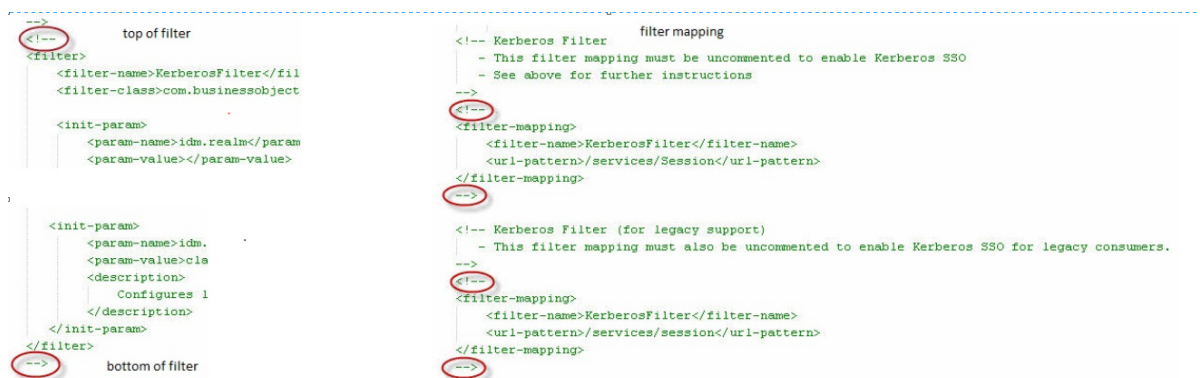 -->
<!--
top of filter
<filter>
<filter-name>KerberosFilter</fil
<filter-class>com.businessobject
<init-param>
<param-name>idm.realm</param
<param-value></param-value>
<init-param>
<param-name>idm.
<param-value>cla
<description>
Configures l
</description>
</init-param>
</filter>
-->
bottom of filter
filter mapping
<!-- Kerberos Filter
- This filter mapping must be uncommented to enable Kerberos SSO
- See above for further instructions
-->
<!--
<filter-mapping>
<filter-name>KerberosFilter</filter-name>
<url-pattern>/services/Session</url-pattern>
</filter-mapping>
-->
<!-- Kerberos Filter (for legacy support)
- This filter mapping must also be uncommented to enable Kerberos SSO for legacy consumers.
-->
<!--
<filter-mapping>
<filter-name>KerberosFilter</filter-name>
<url-pattern>/services/session</url-pattern>
</filter-mapping>
-->